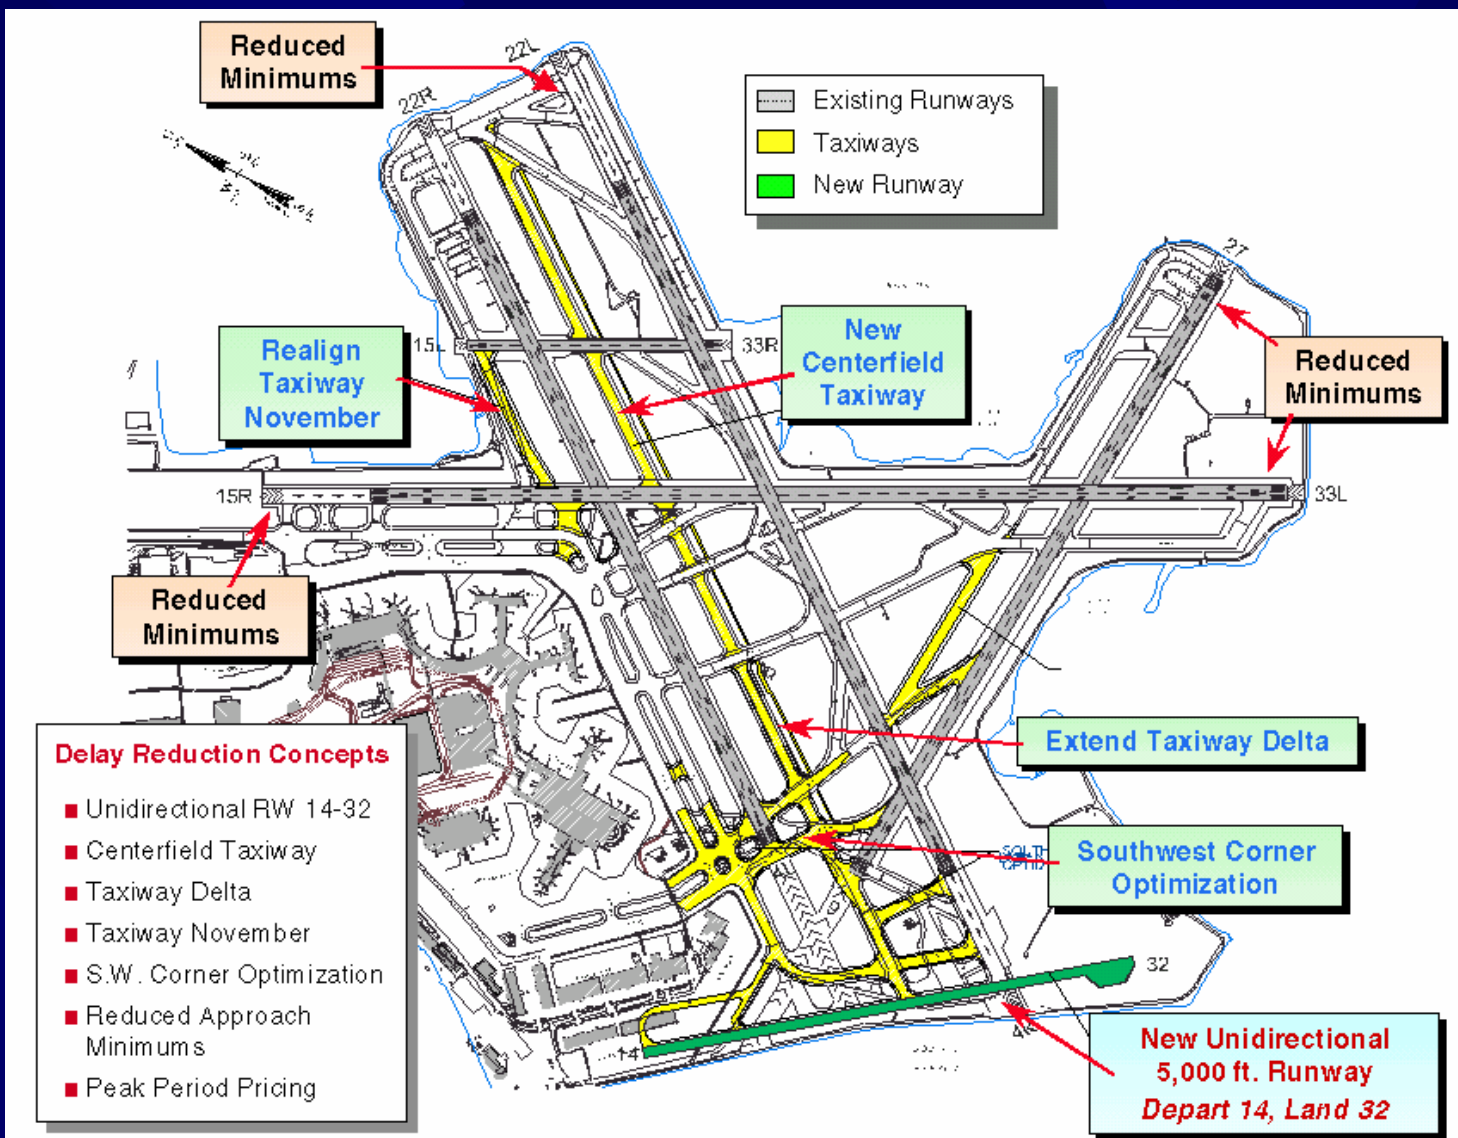 Reduced
Minimums
22L
22R
Existing Runways
Taxiways
New Runway
27
Realign
Taxiway
November
15L
33R
New
Centerfield
Taxiway
Reduced
Minimums
15R
33L
Reduced
Minimums
Extend Taxiway Delta
Southwest Corner
Optimization
Delay Reduction Concepts
Unidirectional RW 14-32
Centerfield Taxiway
Taxiway Delta
Taxiway November
S.W. Corner Optimization
Reduced Approach
Minimums
Peak Period Pricing
32
14
New Unidirectional
5,000 ft. Runway
Depart 14, Land 32